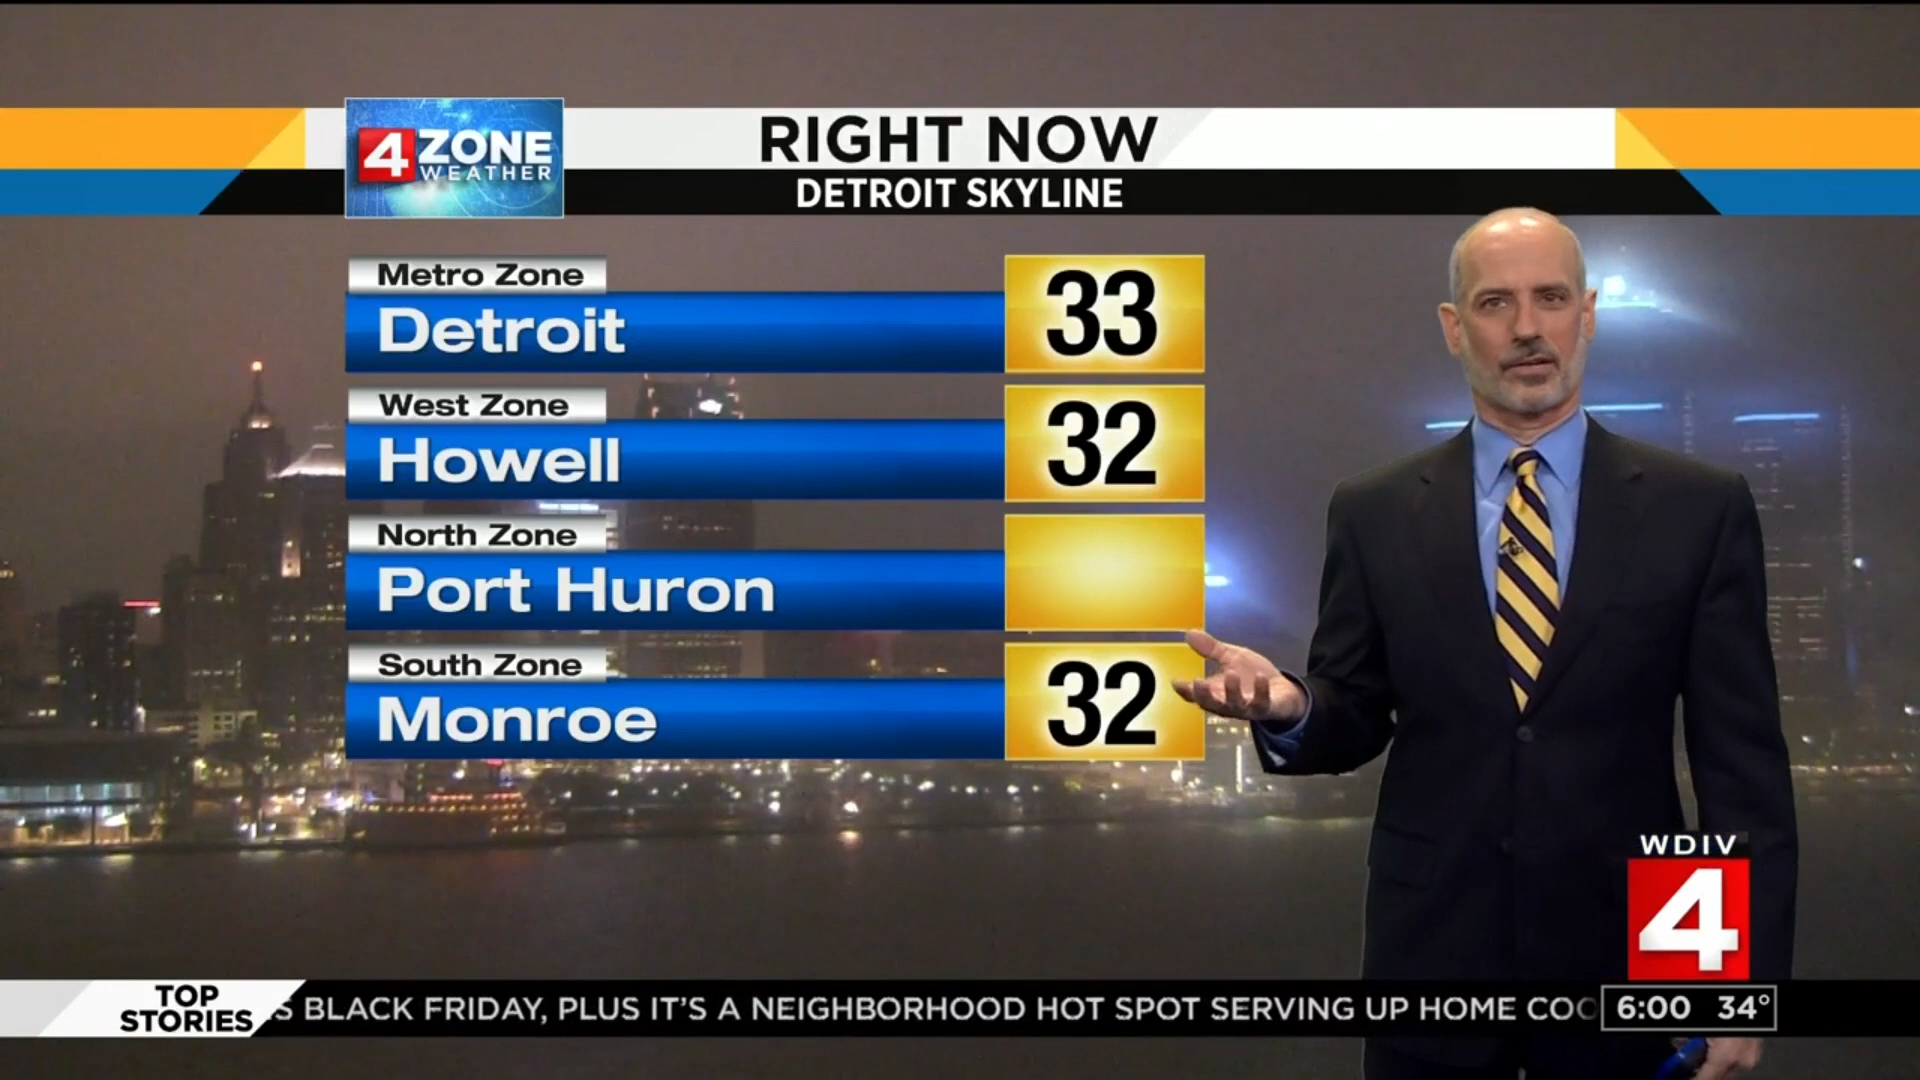 4 ZONE
WEATHER
RIGHT NOW
DETROIT SKYLINE
Metro Zone
Detroit
33
West Zone
Howell
32
North Zone
Port Huron
South Zone
Monroe
32
WDIV
4
TOP
STORIES
S BLACK FRIDAY, PLUS IT'S A NEIGHBORHOOD HOT SPOT SERVING UP HOME COO
6:00 34°